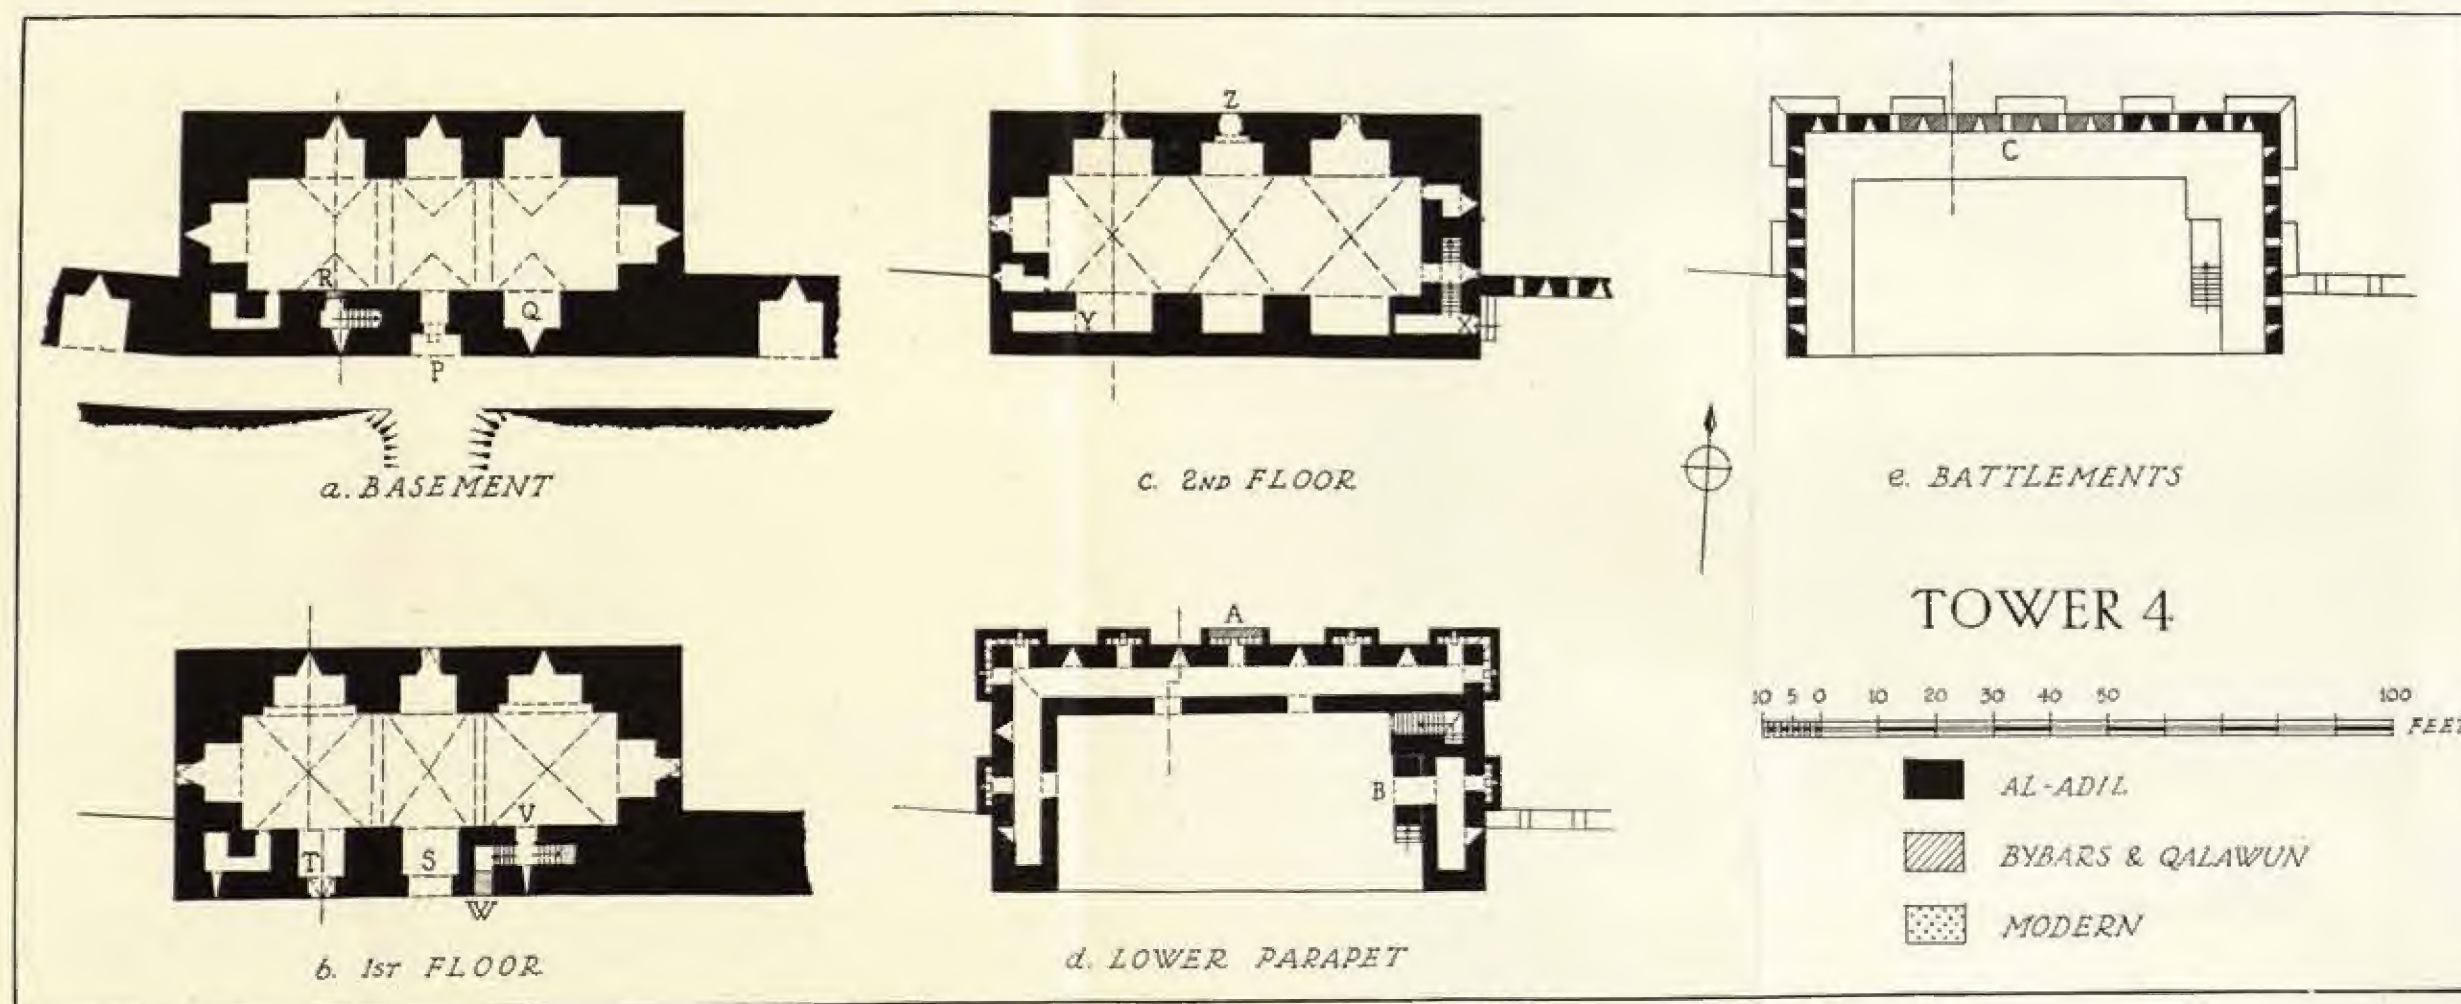 R
Q
P
a. BASEMENT
Z
Y
X
c. 2ND FLOOR
C
e. BATTLEMENTS
T
S
V
W
b. 1ST FLOOR
A
B
d. LOWER PARAPET
TOWER 4
10 5 0 10 20 30 40 50 100
FEET
AL-ADIL
BYBARS & QALAWUN
MODERN